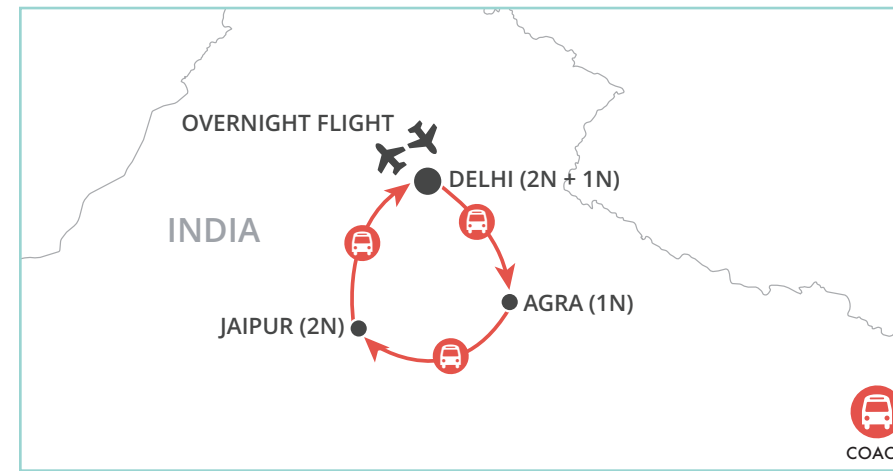 OVERNIGHT FLIGHT
DELHI (2N + 1N)
INDIA
AGRA (1N)
JAIPUR (2N)